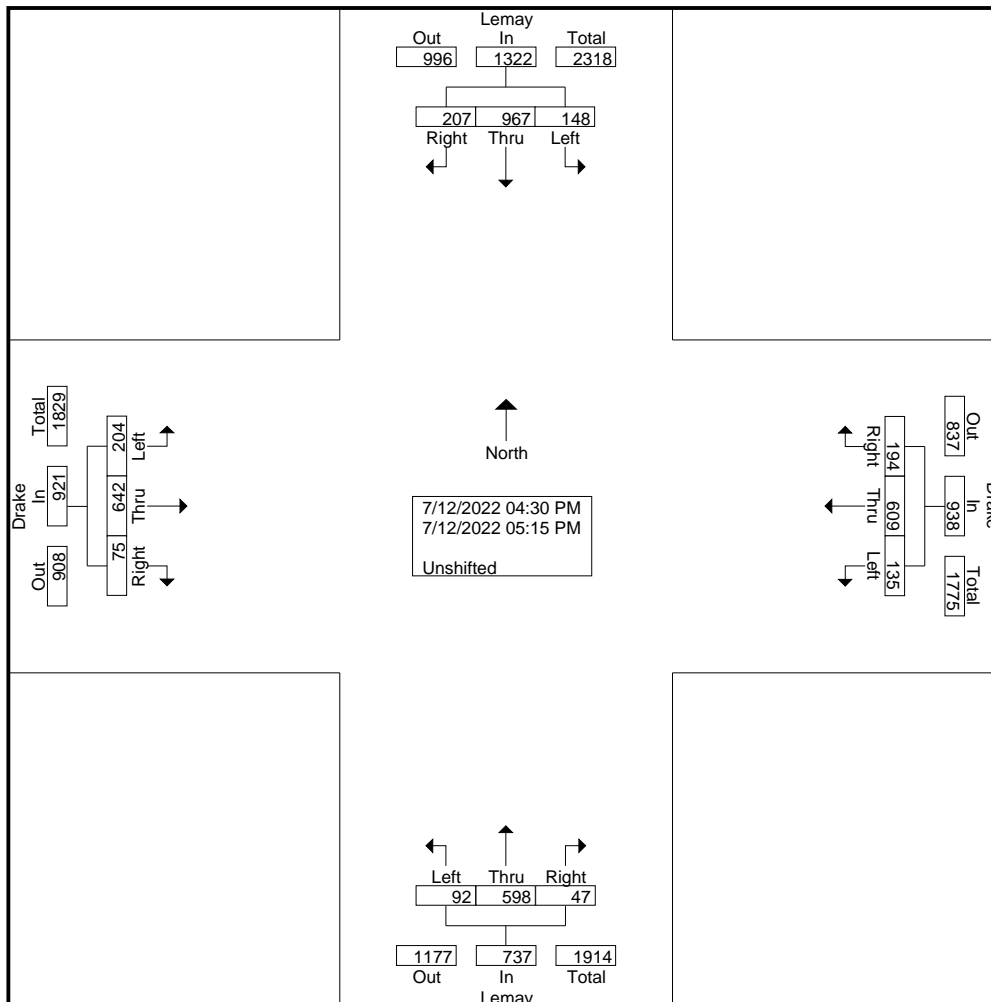 Lemay
Out In Total
996 1322 2318
207 967 148
Right Thru Left
Drake
Total In Out
1829 921 908
204 642 75
Left Thru Right
North
7/12/2022 04:30 PM
7/12/2022 05:15 PM
Unshifted
Right Thru Left
194 609 135
837 938 1775
Out In Total
Drake
Left Thru Right
92 598 47
1177 737 1914
Out In Total
Lemay